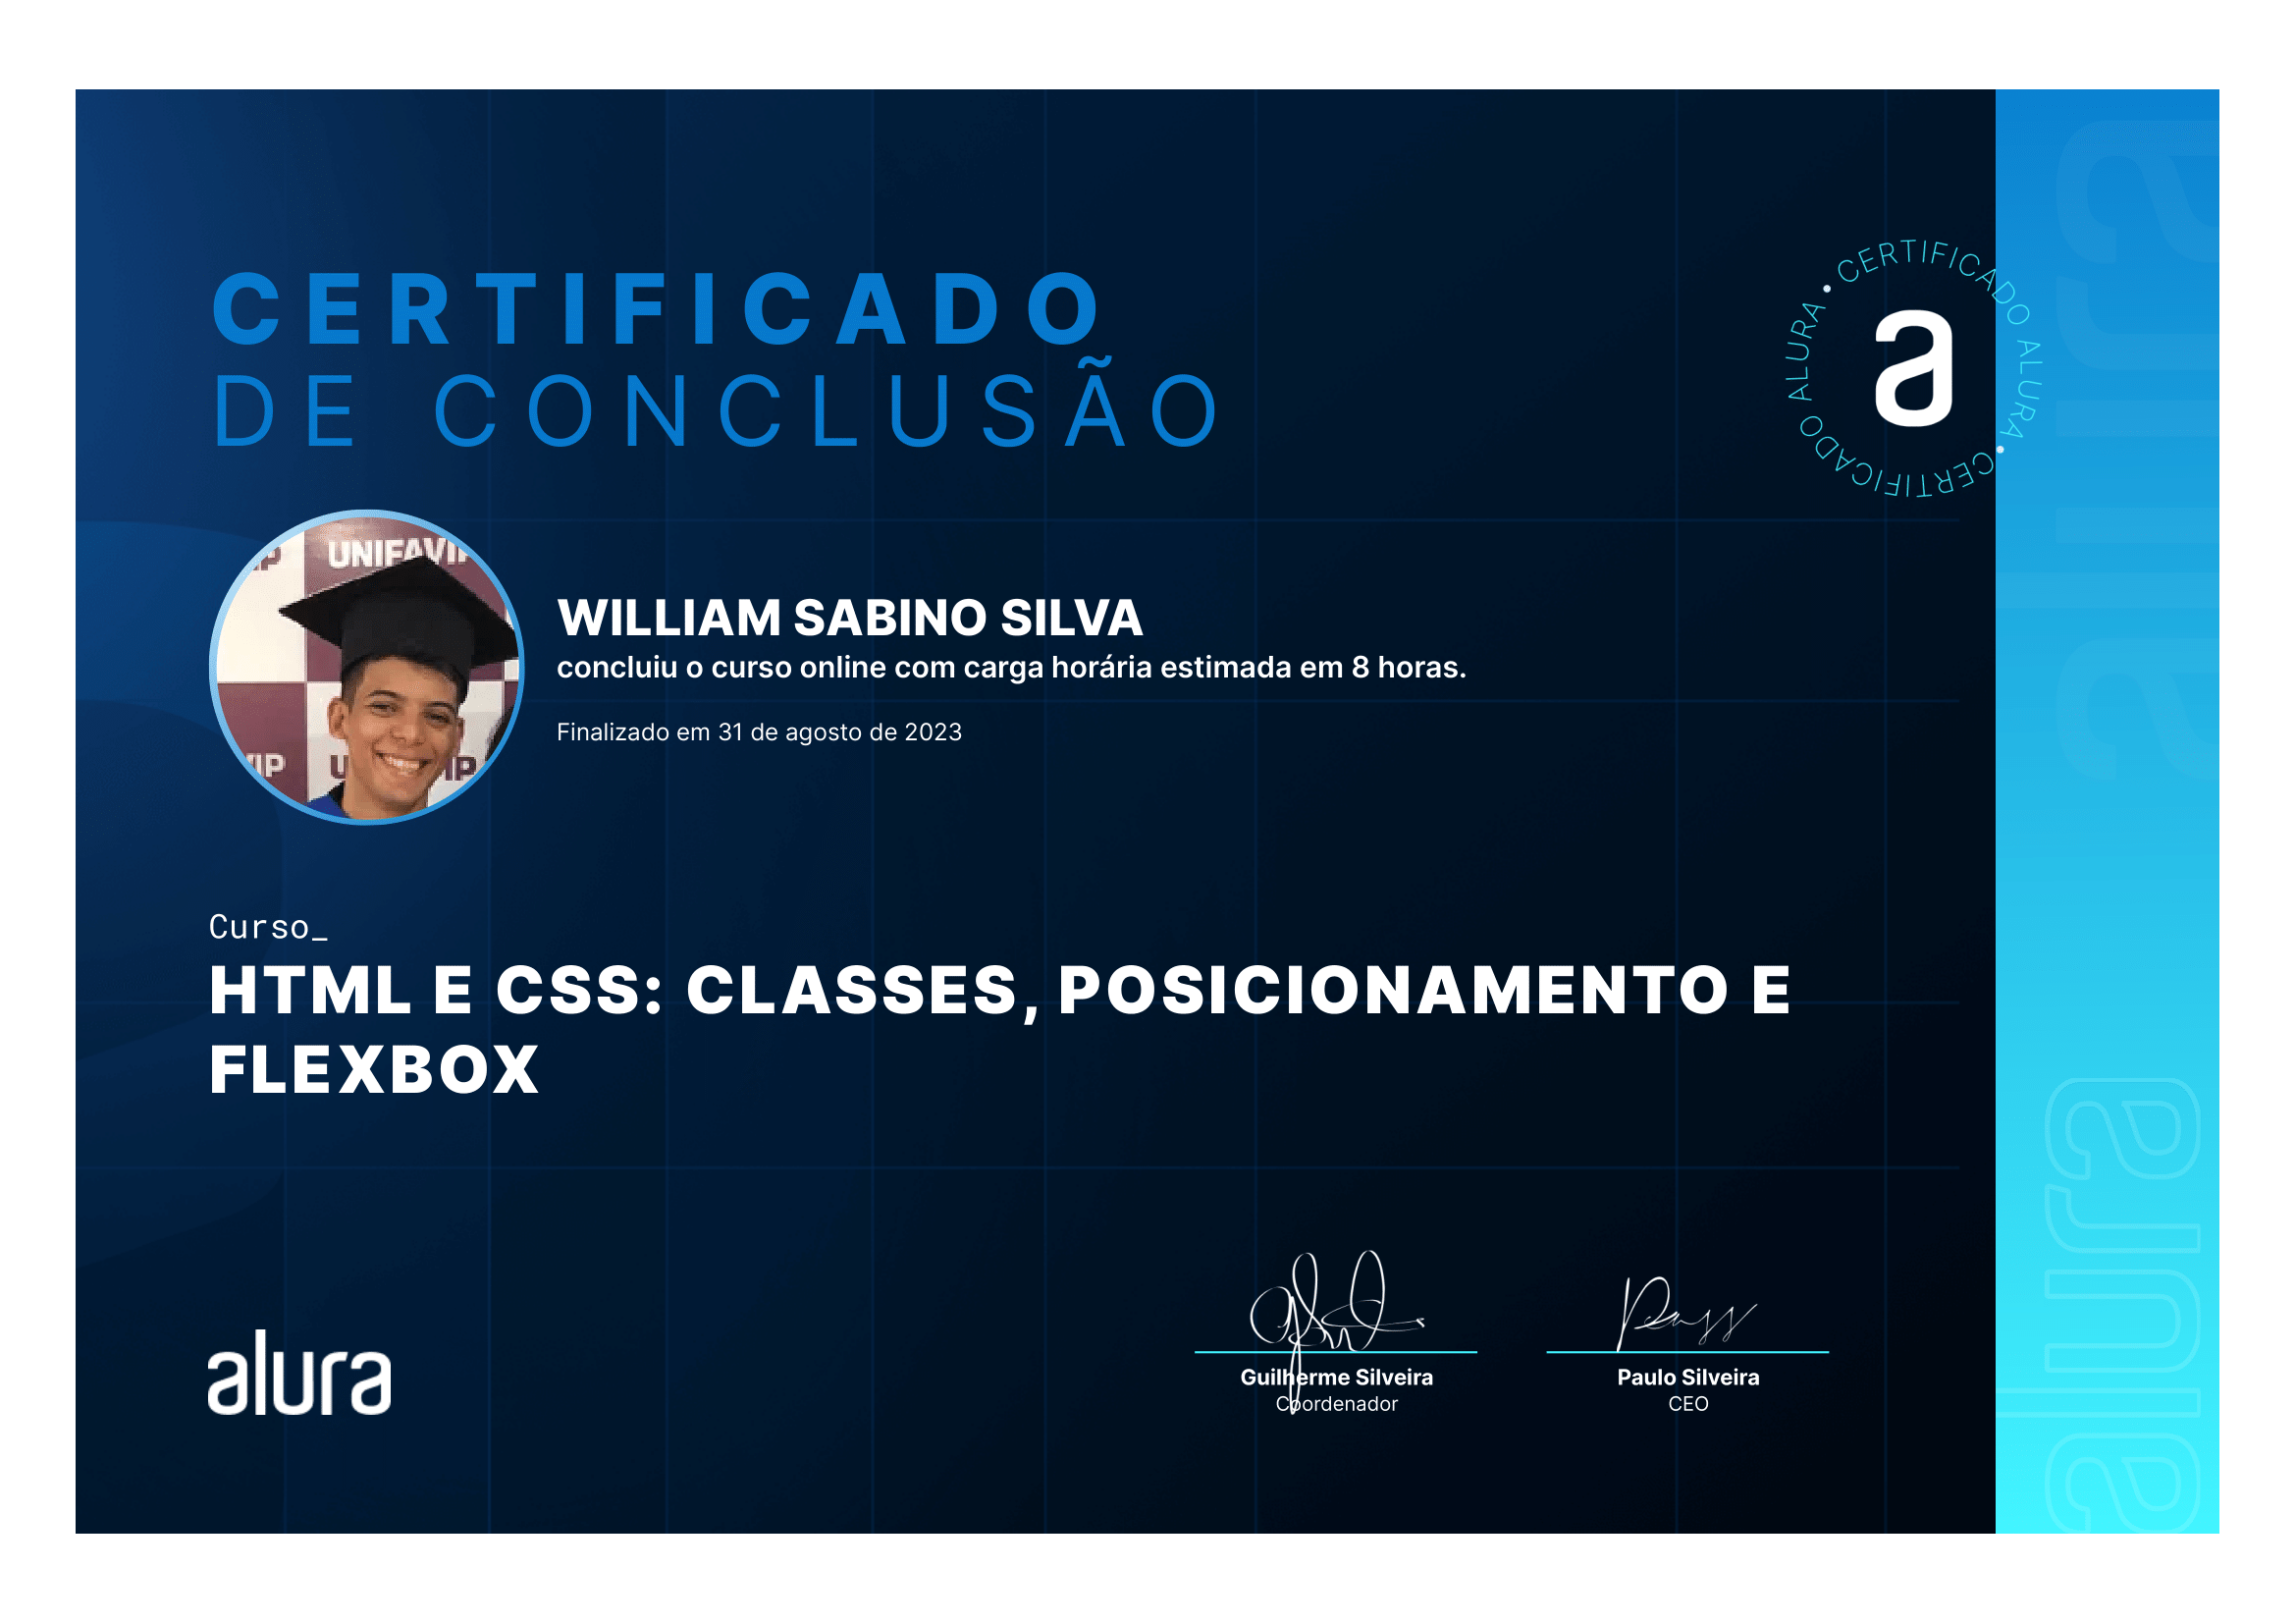 CERTIFICADO
DE CONCLUSÃO
CERTIFICADO ALURA • CERTIFICADO ALURA •
a
UNIFAVIP
IP
WILLIAM SABINO SILVA
concluiu o curso online com carga horária estimada em 8 horas.
Finalizado em 31 de agosto de 2023
Curso_
HTML E CSS: CLASSES, POSICIONAMENTO E
FLEXBOX
alura
Guilherme Silveira
Coordenador
Paulo Silveira
CEO
alura
alura